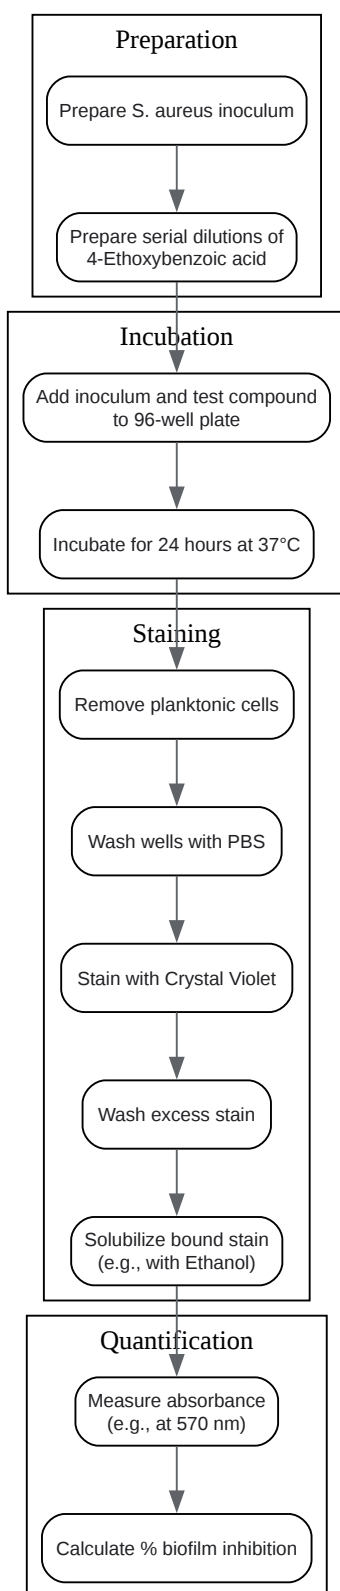 Preparation
Prepare S. aureus inoculum
Prepare serial dilutions of
4-Ethoxybenzoic acid
Incubation
Add inoculum and test compound
to 96-well plate
Incubate for 24 hours at 37°C
Staining
Remove planktonic cells
Wash wells with PBS
Stain with Crystal Violet
Wash excess stain
Solubilize bound stain
(e.g., with Ethanol)
Quantification
Measure absorbance
(e.g., at 570 nm)
Calculate % biofilm inhibition